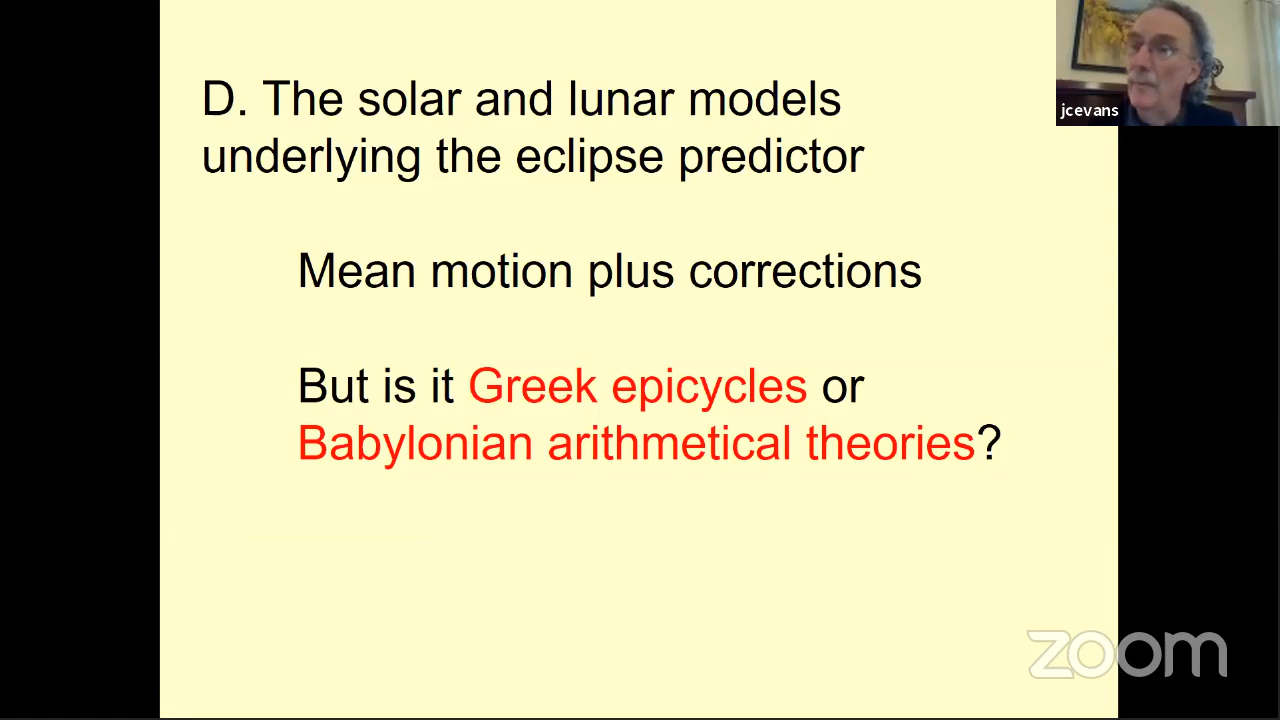 D. The solar and lunar models
underlying the eclipse predictor
Mean motion plus corrections
But is it Greek epicycles or
Babylonian arithmetical theories?
jcevans
zoom